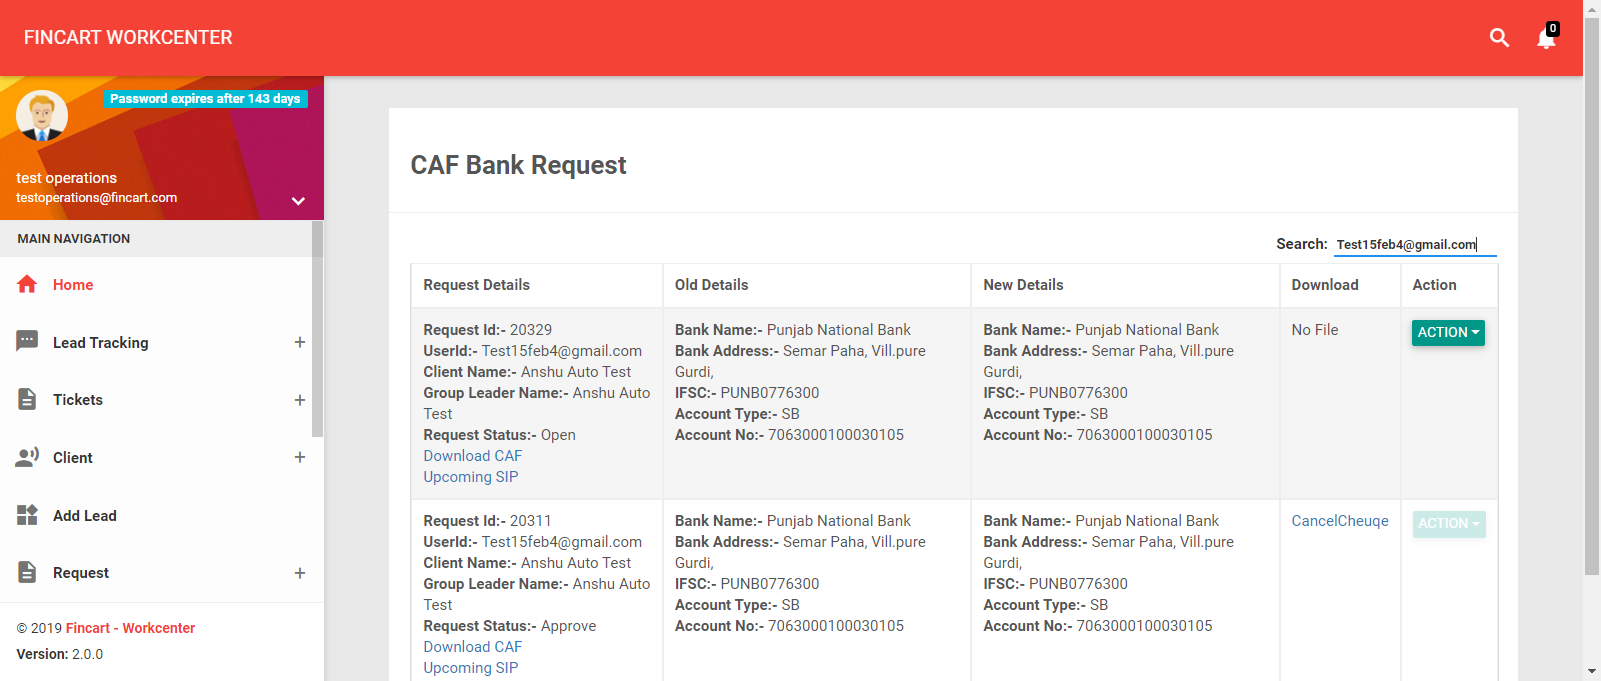 FINCART WORKCENTER
0
Password expires after 143 days
test operations
testoperations@fincart.com
MAIN NAVIGATION
Home
Lead Tracking +
Tickets +
Client +
Add Lead
Request +
© 2019 Fincart - Workcenter
Version: 2.0.0
CAF Bank Request
Search: Test15feb4@gmail.com
Request Details Old Details New Details Download Action
Request Id:- 20329
UserId:- Test15feb4@gmail.com
Client Name:- Anshu Auto Test
Group Leader Name:- Anshu Auto
Test
Request Status:- Open
Download CAF
Upcoming SIP
Bank Name:- Punjab National Bank
Bank Address:- Semar Paha, Vill.pure
Gurdi,
IFSC:- PUNB0776300
Account Type:- SB
Account No:- 7063000100030105
Bank Name:- Punjab National Bank
Bank Address:- Semar Paha, Vill.pure
Gurdi,
IFSC:- PUNB0776300
Account Type:- SB
Account No:- 7063000100030105
No File
ACTION
Request Id:- 20311
UserId:- Test15feb4@gmail.com
Client Name:- Anshu Auto Test
Group Leader Name:- Anshu Auto
Test
Request Status:- Approve
Download CAF
Upcoming SIP
Bank Name:- Punjab National Bank
Bank Address:- Semar Paha, Vill.pure
Gurdi,
IFSC:- PUNB0776300
Account Type:- SB
Account No:- 7063000100030105
Bank Name:- Punjab National Bank
Bank Address:- Semar Paha, Vill.pure
Gurdi,
IFSC:- PUNB0776300
Account Type:- SB
Account No:- 7063000100030105
CancelCheuqe
ACTION